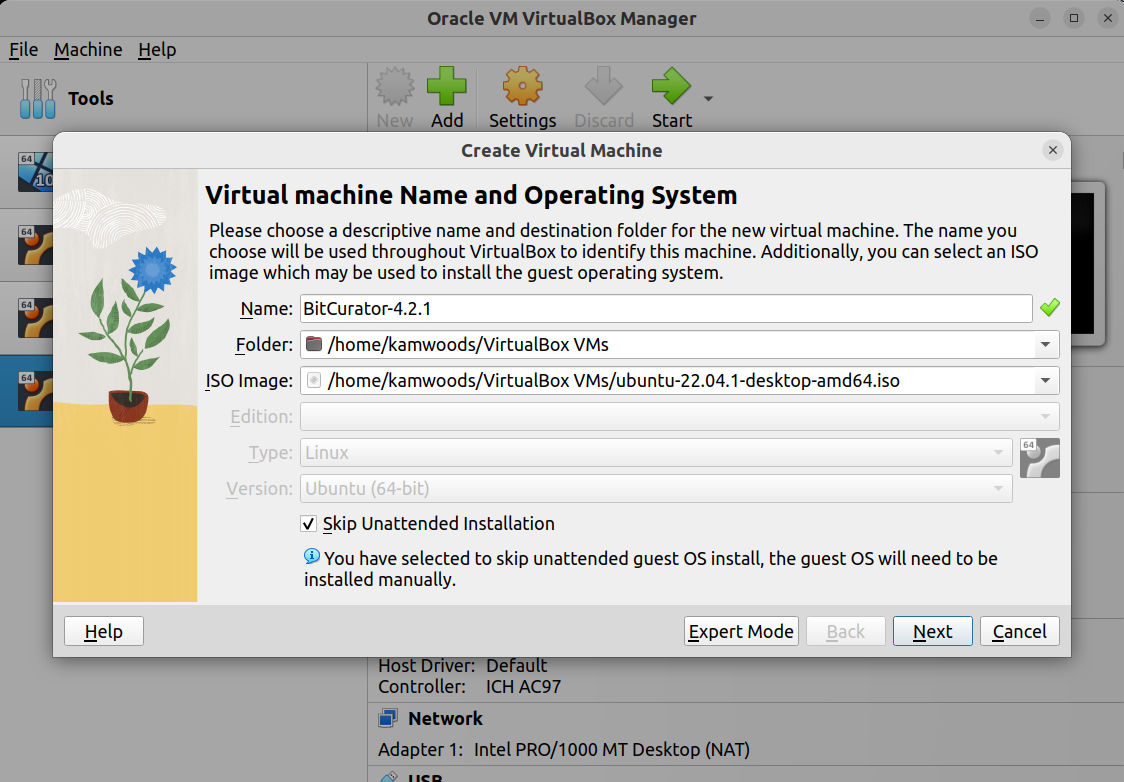 Oracle VM VirtualBox Manager
File Machine Help
Tools
New Add Settings Discard Start
Create Virtual Machine
64
10
64
64
64
Virtual machine Name and Operating System
Please choose a descriptive name and destination folder for the new virtual machine. The name you
choose will be used throughout VirtualBox to identify this machine. Additionally, you can select an ISO
image which may be used to install the guest operating system.
Name: BitCurator-4.2.1
Folder: /home/kamwoods/VirtualBox VMs
ISO Image: /home/kamwoods/VirtualBox VMs/ubuntu-22.04.1-desktop-amd64.iso
Edition:
Type: Linux
64
Version: Ubuntu (64-bit)
Skip Unattended Installation
You have selected to skip unattended guest OS install, the guest OS will need to be
installed manually.
Help Expert Mode Back Next Cancel
Host Driver: Default
Controller: ICH AC97
Network
Adapter 1: Intel PRO/1000 MT Desktop (NAT)
USB